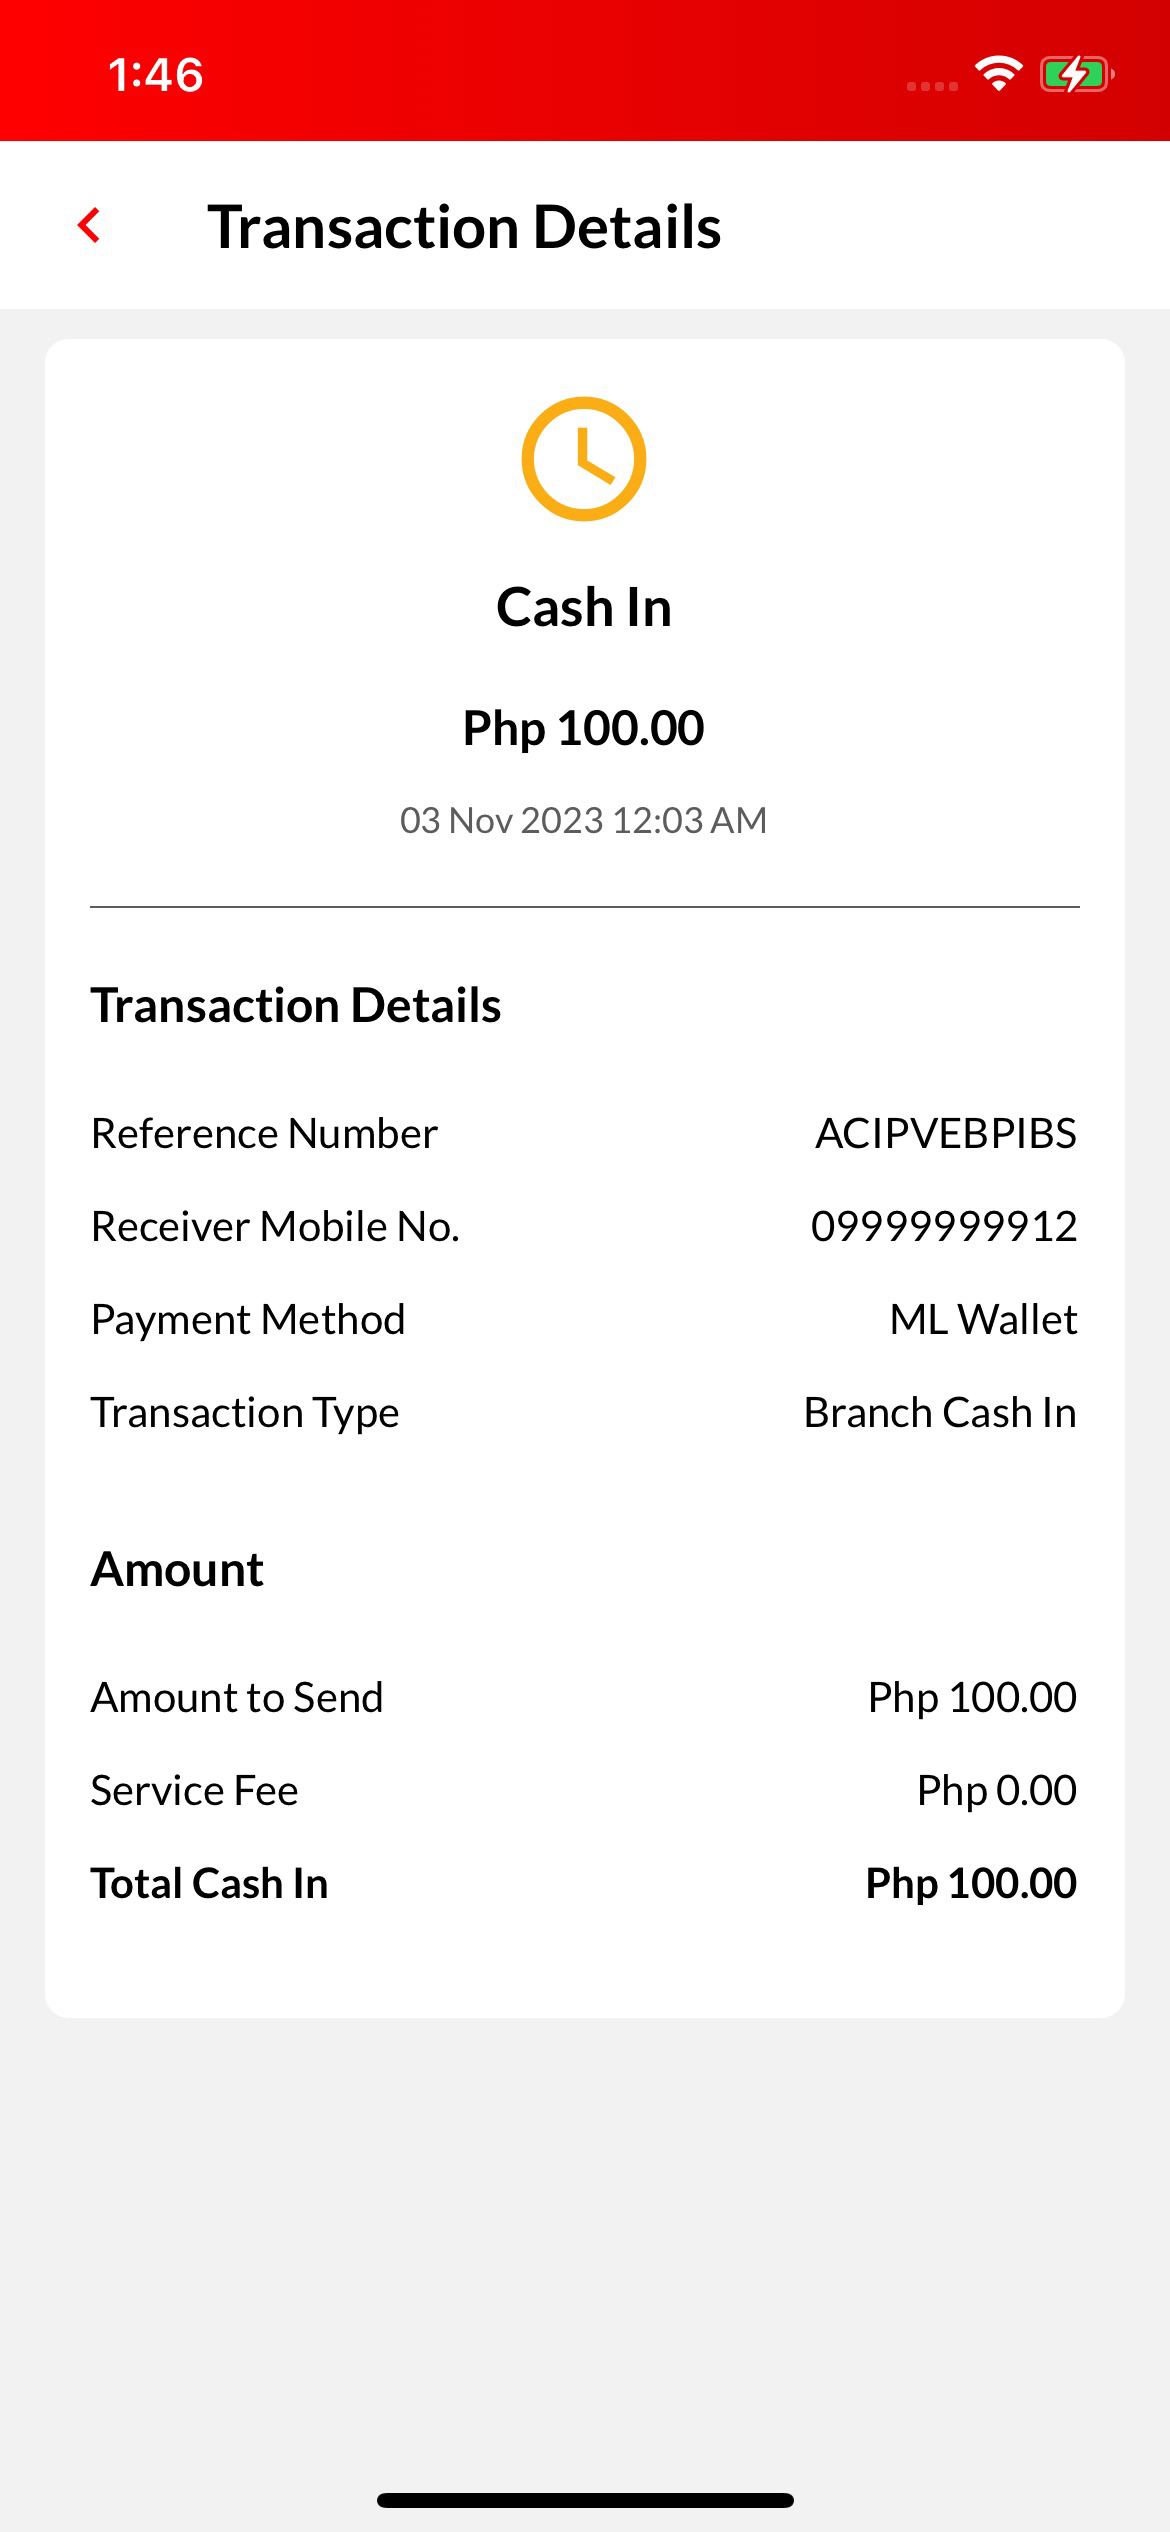 1:46
Transaction Details
Cash In
Php 100.00
03 Nov 2023 12:03 AM
Transaction Details
Reference Number ACIPVEBPIBS
Receiver Mobile No. 09999999912
Payment Method ML Wallet
Transaction Type Branch Cash In
Amount
Amount to Send Php 100.00
Service Fee Php 0.00
Total Cash In Php 100.00